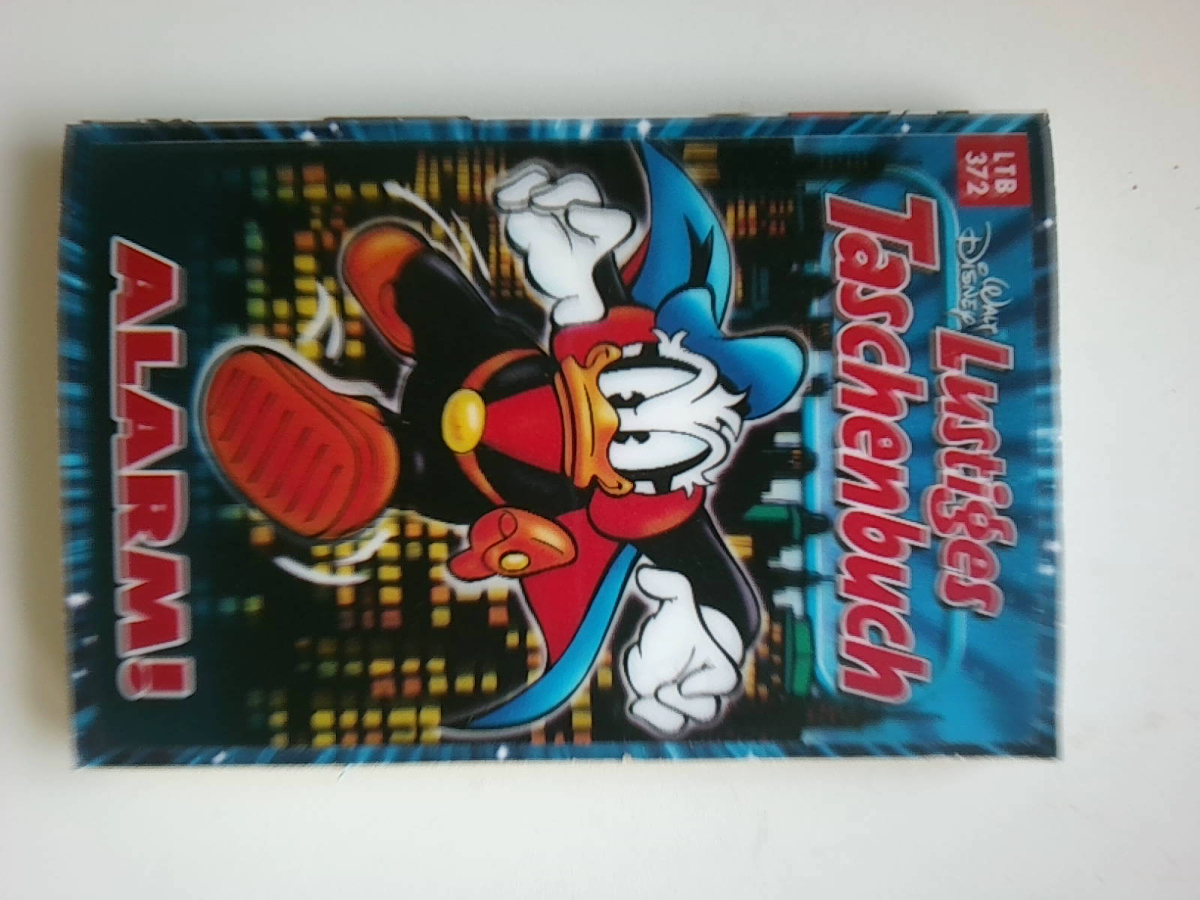 LTB
372
WALT
DISNEY
Lustiges
Taschenbuch
ALARM!